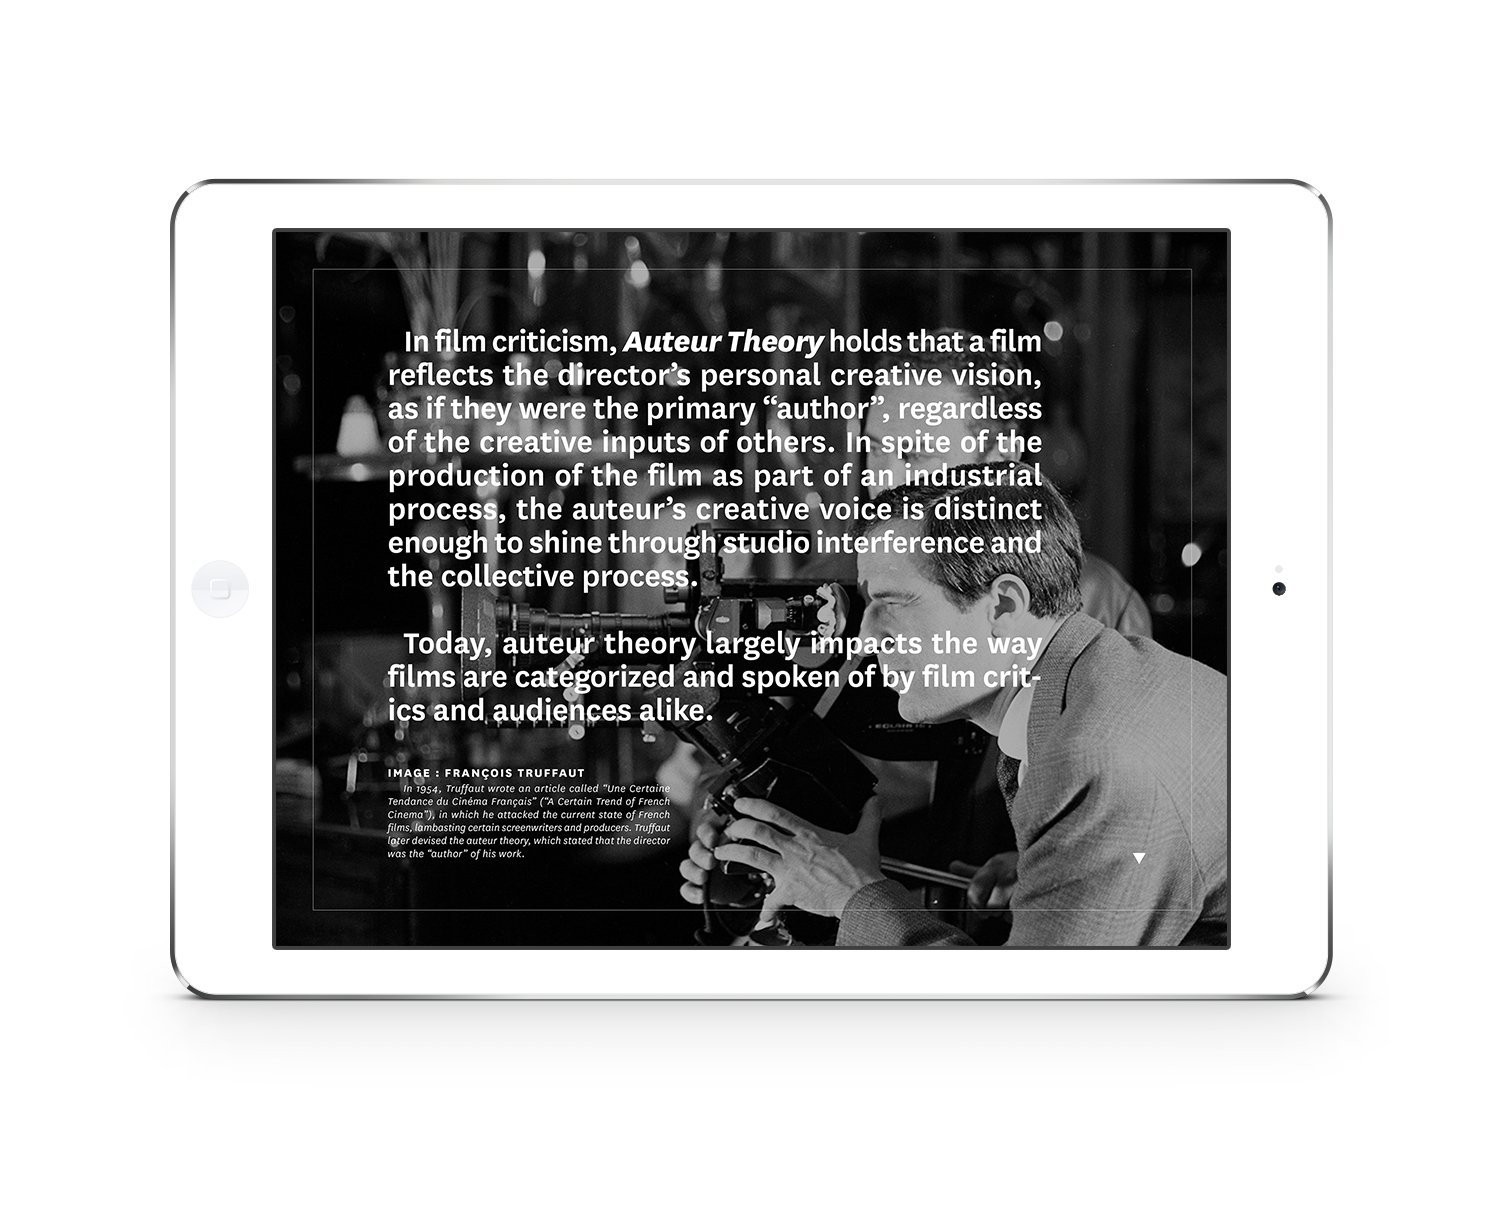 In film criticism, Auteur Theory holds that a film
reflects the director’s personal creative vision,
as if they were the primary “author”, regardless
of the creative inputs of others. In spite of the
production of the film as part of an industrial
process, the auteur’s creative voice is distinct
enough to shine through studio interference and
the collective process.
Today, auteur theory largely impacts the way
films are categorized and spoken of by film crit-
ics and audiences alike.
IMAGE : FRANÇOIS TRUFFAUT
In 1954, Truffaut wrote an article called “Une Certaine
Tendance du Cinéma Français” (“A Certain Trend of French
Cinema”), in which he attacked the current state of French
films, lambasting certain screenwriters and producers. Truffaut
later devised the auteur theory, which stated that the director
was the “author” of his work.